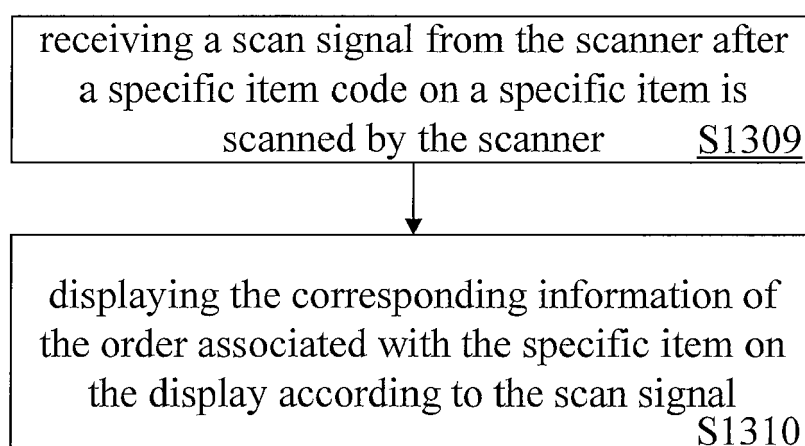 receiving a scan signal from the scanner after
a specific item code on a specific item is
scanned by the scanner S1309
displaying the corresponding information of
the order associated with the specific item on
the display according to the scan signal
S1310